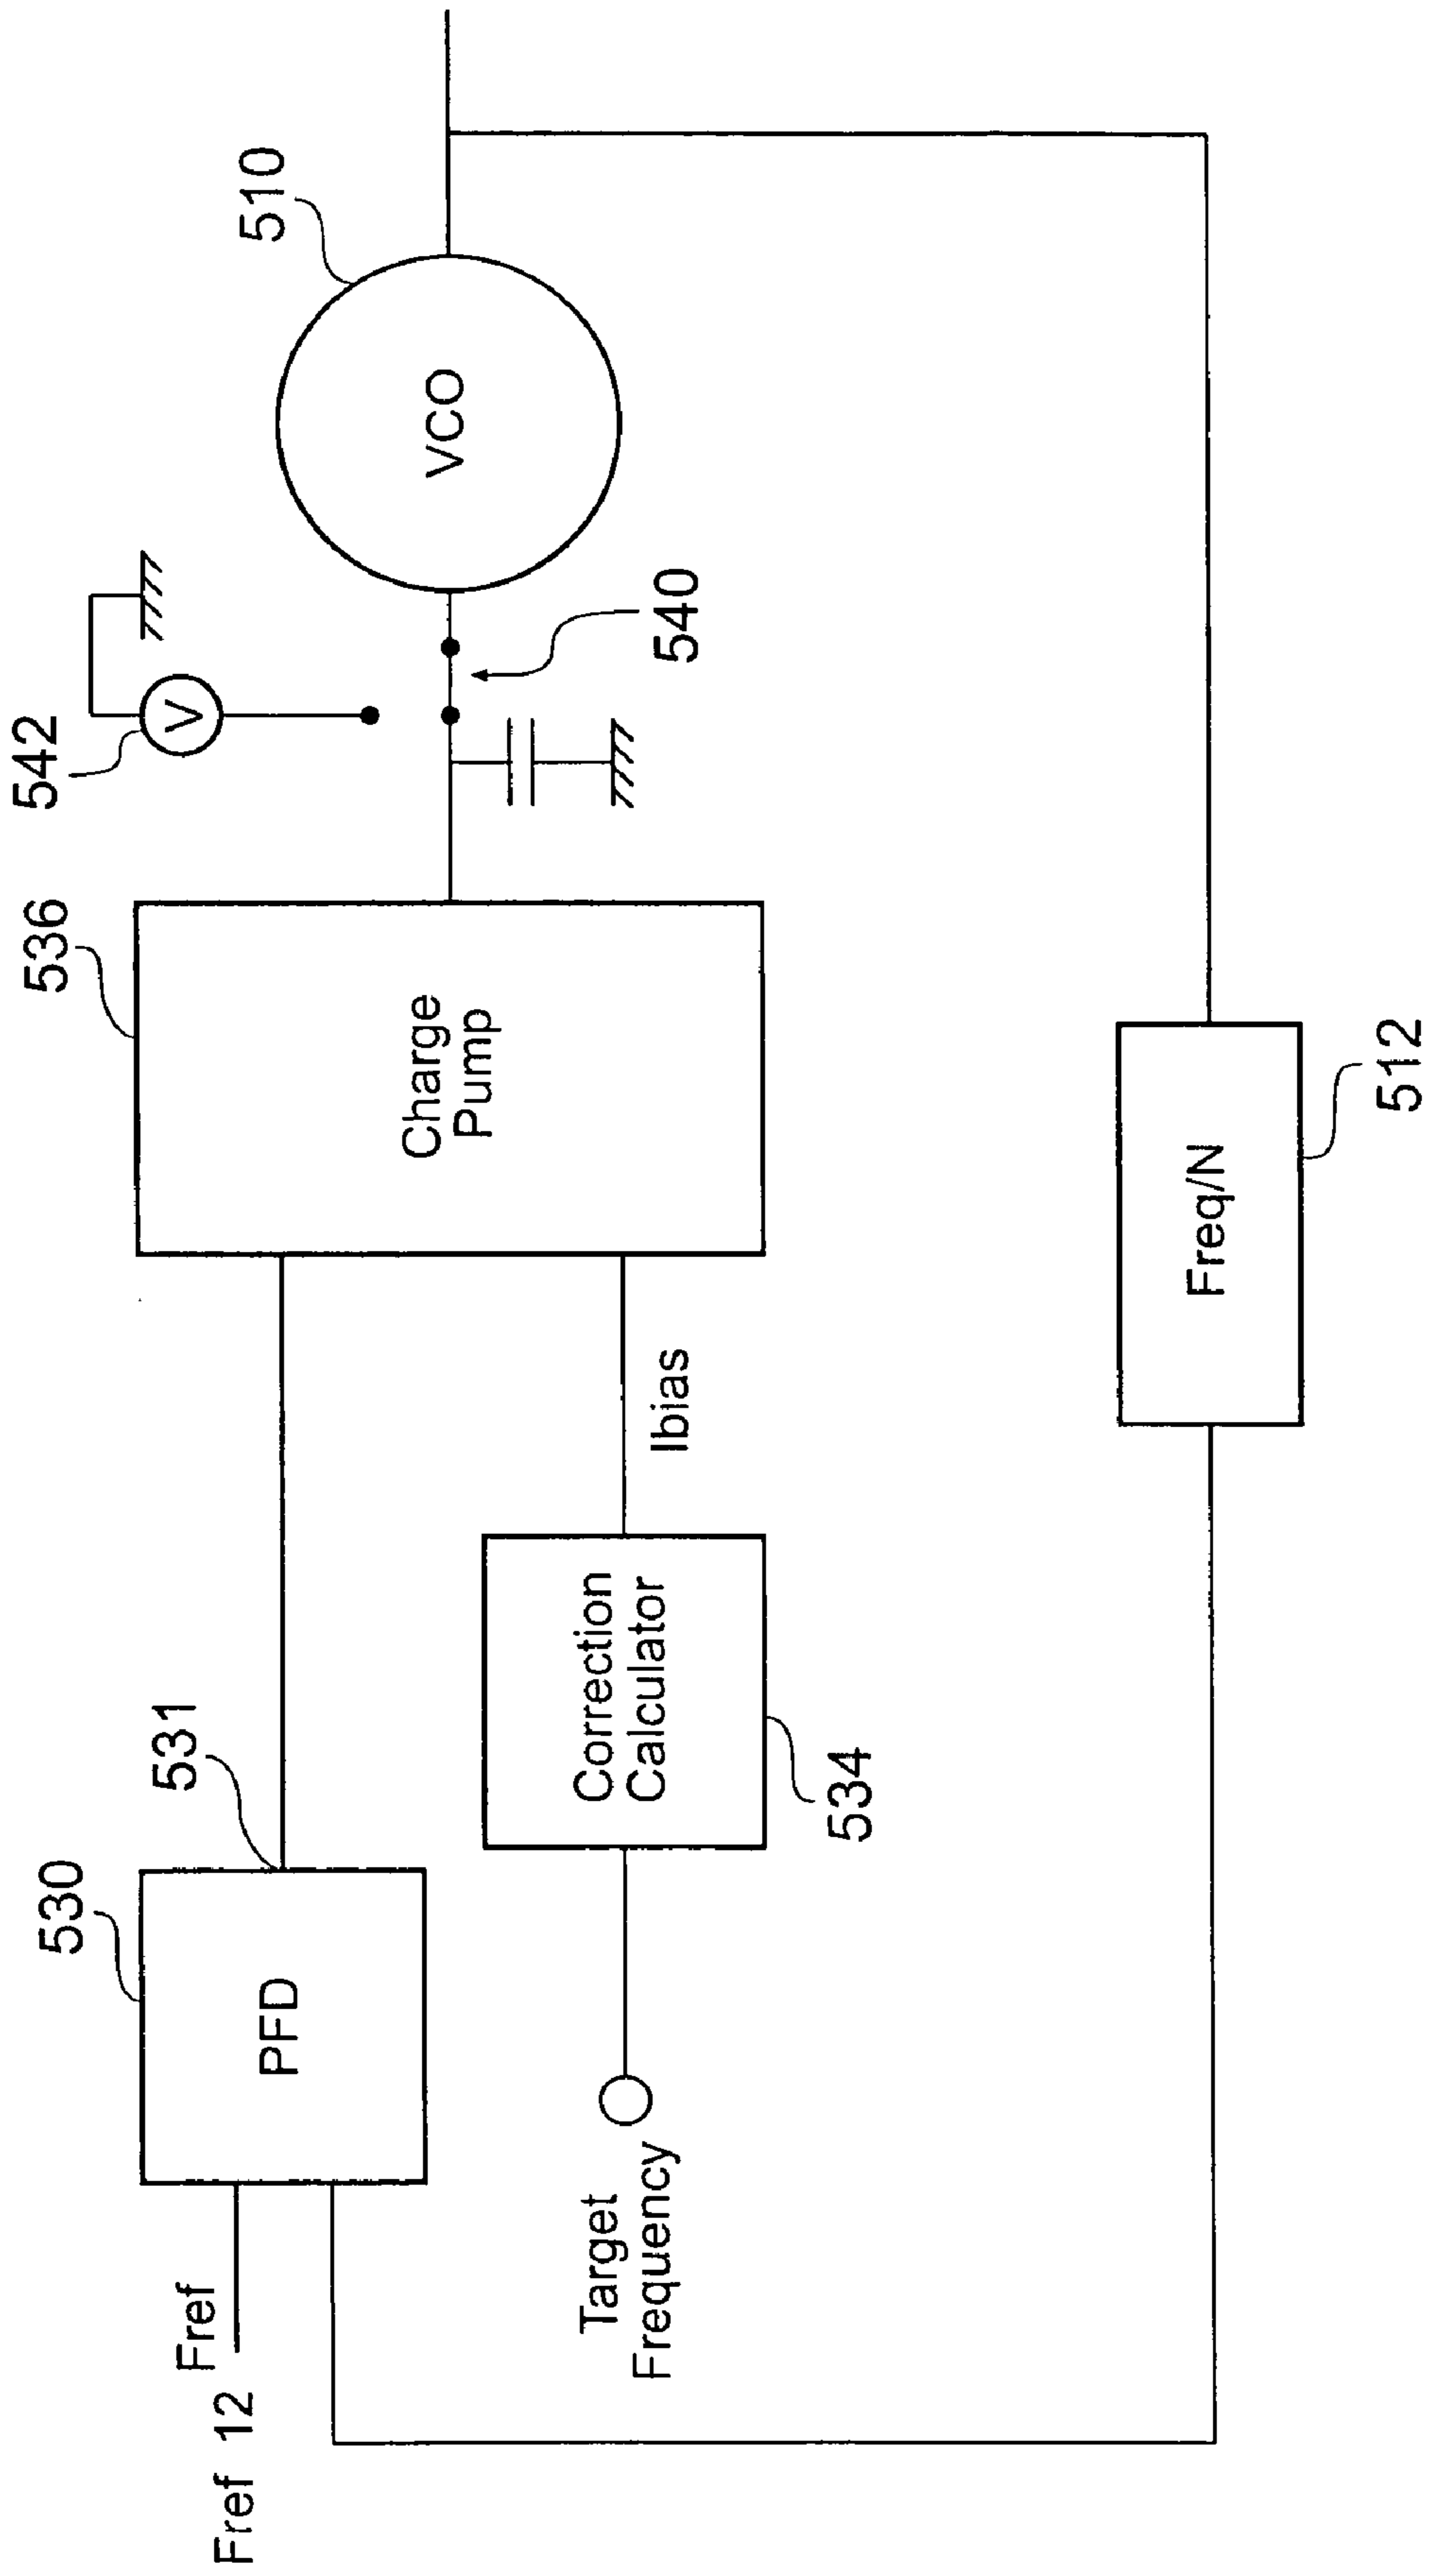 Fref 12
Fref
530
PFD
531
Target
Frequency
Correction
Calculator
534
Ibias
536
Charge
Pump
542
V
540
510
VCO
Freq/N
512